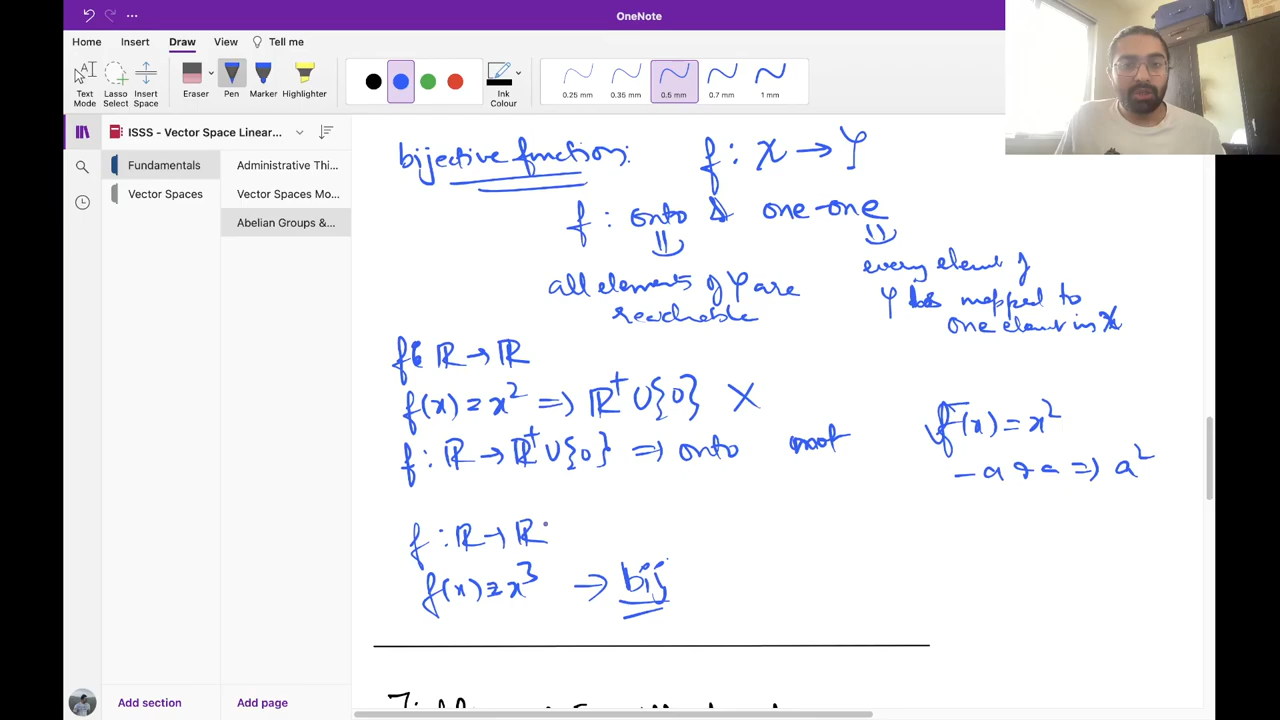 OneNote
Home Insert Draw View Tell me
Text Mode
Lasso Select
Insert Space
Eraser
Pen
Marker
Highlighter
Ink Colour
0.25 mm
0.35 mm
0.5 mm
0.7 mm
1 mm
ISSS - Vector Space Linear...
Fundamentals
Vector Spaces
Administrative Thi...
Vector Spaces Mo...
Abelian Groups &...
bijective function: f : X → Y
f : onto & one-one
all elements of Y are
reachable
every element of
Y is mapped to
one element in X
f: ℝ → ℝ
f(x) = x² => ℝ⁺ ∪ {0} X
f : ℝ → ℝ⁺ ∪ {0} => onto not
f(x) = x²
-a & a => a²
f : ℝ → ℝ
f(x) = x³ → bij
Add section
Add page